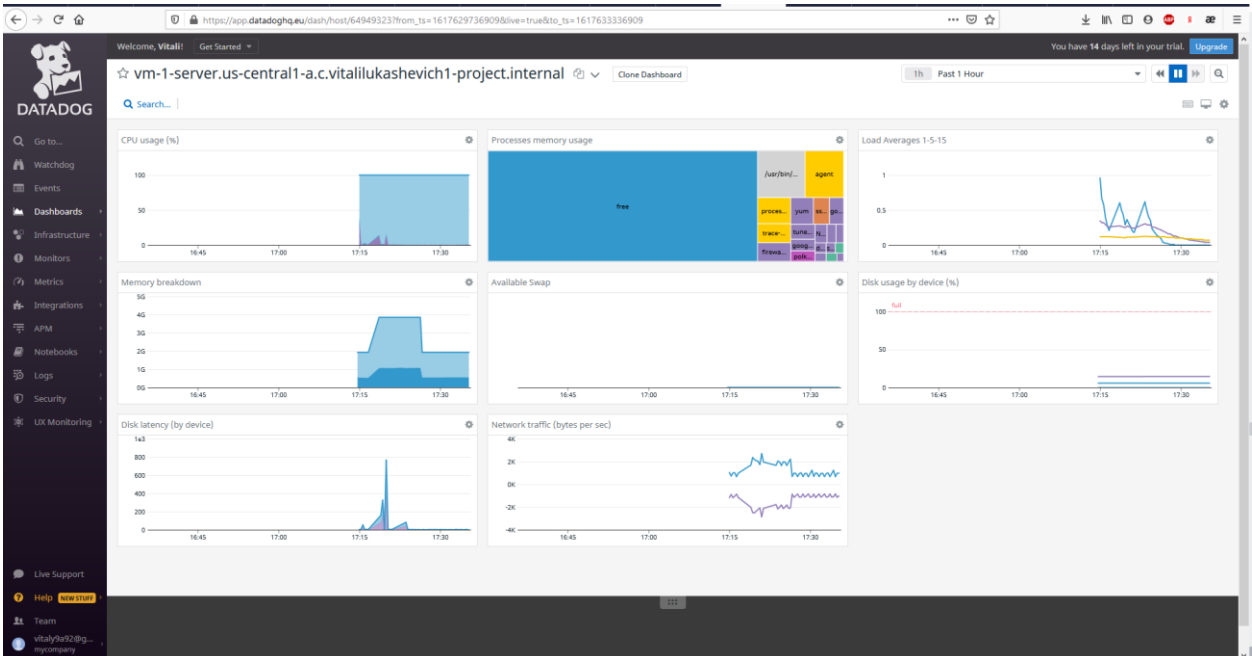 https://app.datadoghq.eu/dash/host/64949323?from_ts=1617629736909&live=true&to_ts=1617633336909
Welcome, Vitali! Get Started
You have 14 days left in your trial. Upgrade
DATADOG
vm-1-server.us-central1-a.c.vitalilukashevich1-project.internal Clone Dashboard
1h Past 1 Hour
Search...
Go to...
Watchdog
Events
Dashboards
Infrastructure
Monitors
Metrics
Integrations
APM
Notebooks
Logs
Security
UX Monitoring
Live Support
Help NEW STUFF
Team
vitaly9a92@g...
mycompany
CPU usage (%)
100
50
0
16:45 17:00 17:15 17:30
Processes memory usage
free
/usr/bin/...
agent
proces...
yum
ss...
go...
trace-...
tune...
N...
firewa...
goog...
d...
s...
polk...
Load Averages 1-5-15
1
0.5
0
16:45 17:00 17:15 17:30
Memory breakdown
5G
4G
3G
2G
1G
0G
16:45 17:00 17:15 17:30
Available Swap
16:45 17:00 17:15 17:30
Disk usage by device (%)
full
100
50
0
16:45 17:00 17:15 17:30
Disk latency (by device)
1e3
800
600
400
200
0
16:45 17:00 17:15 17:30
Network traffic (bytes per sec)
4K
2K
0K
-2K
-4K
16:45 17:00 17:15 17:30